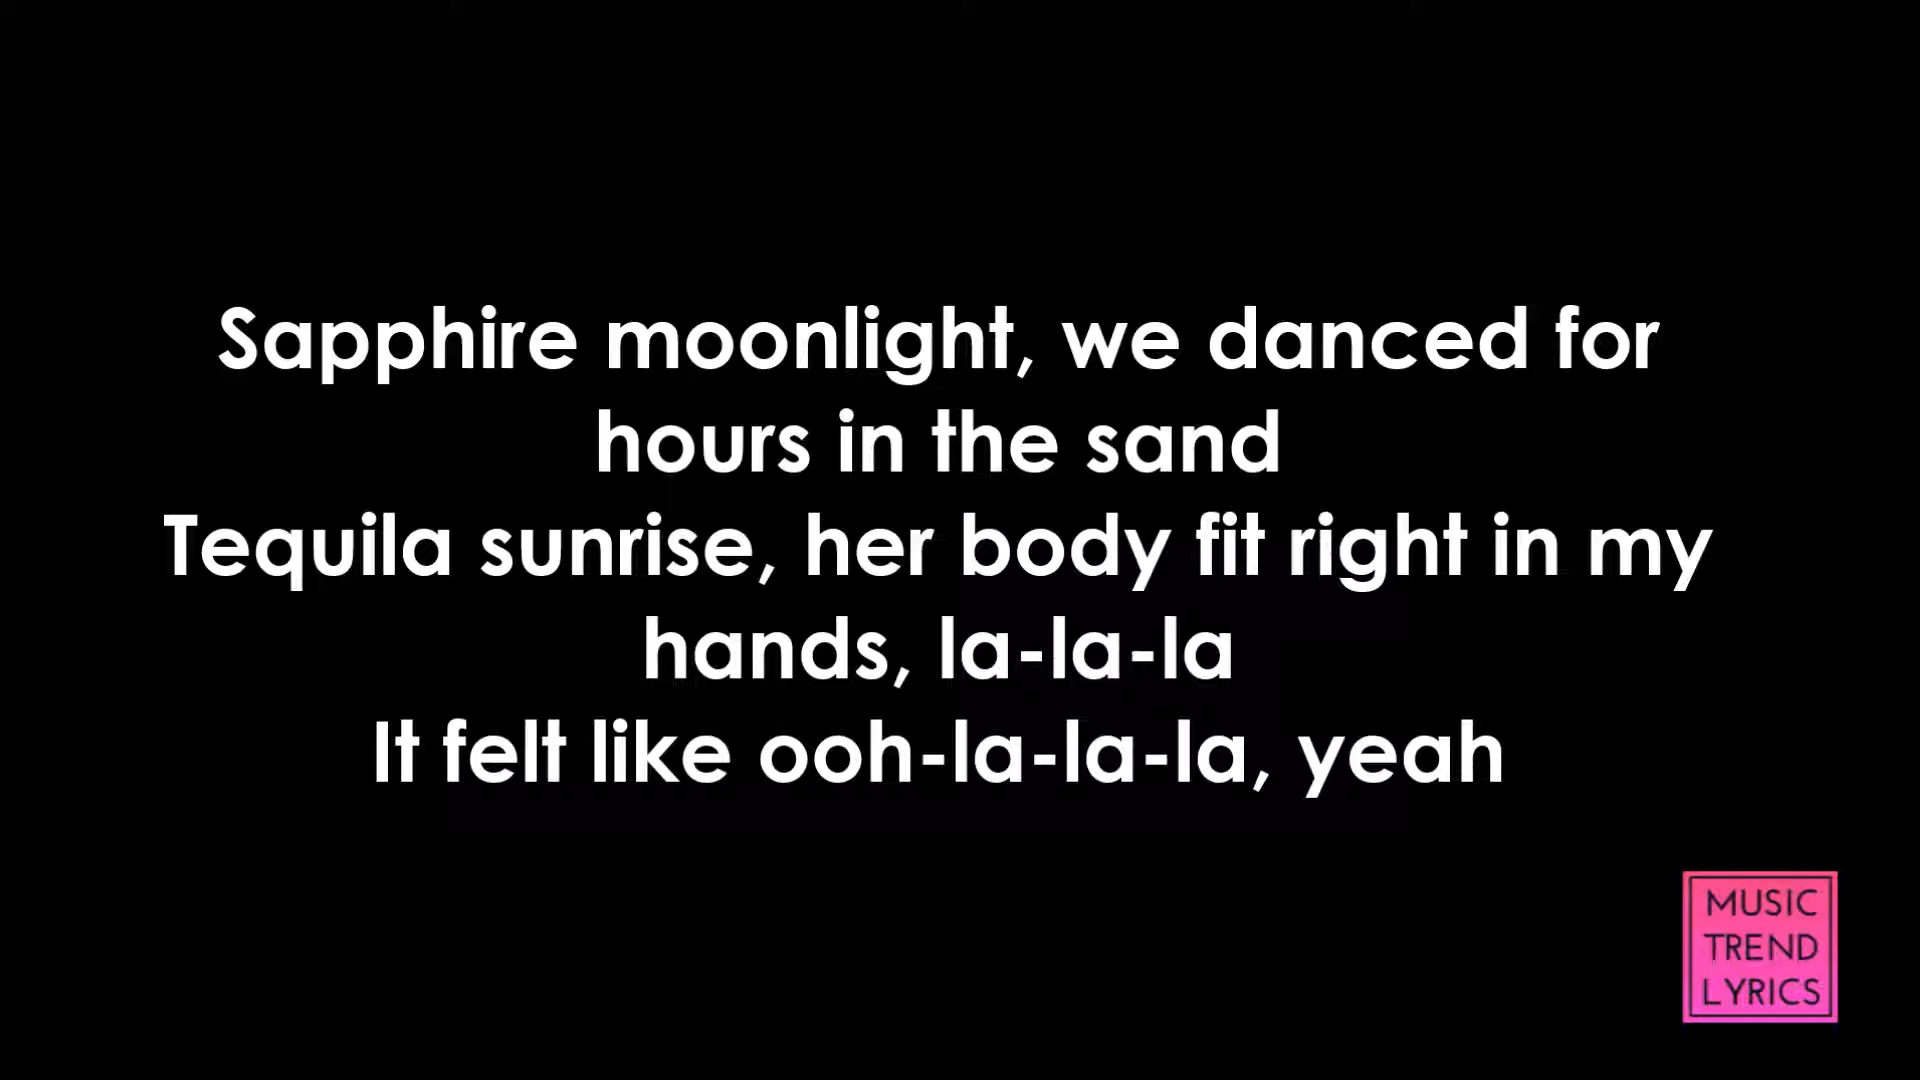 Sapphire moonlight, we danced for
hours in the sand
Tequila sunrise, her body fit right in my
hands, la-la-la
It felt like ooh-la-la-la, yeah
MUSIC
TREND
LYRICS